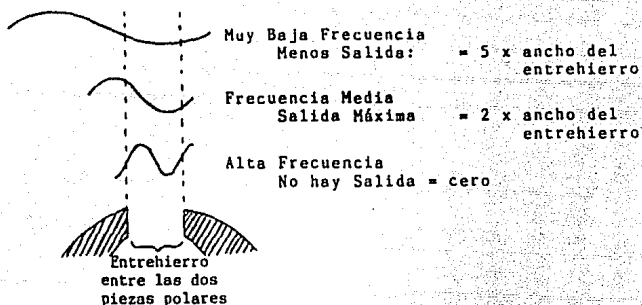 Muy Baja Frecuencia
Menos Salida: = 5 x ancho del
entrehierro
Frecuencia Media
Salida Máxima = 2 x ancho del
entrehierro
Alta Frecuencia
No hay Salida = cero
Entrehierro
entre las dos
piezas polares